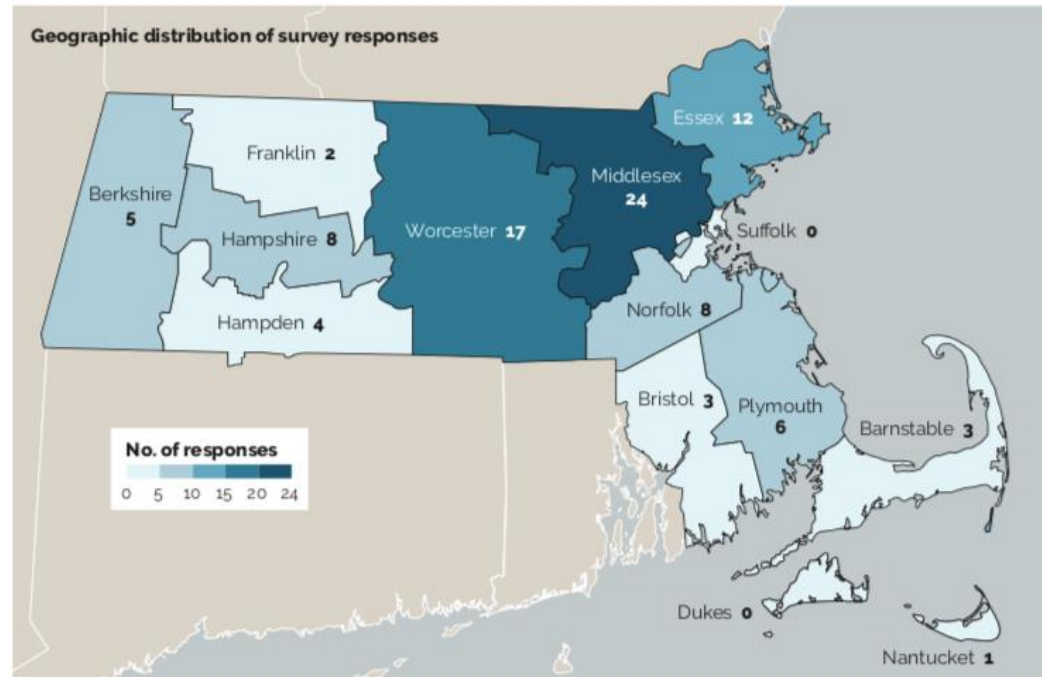 Geographic distribution of survey responses
Essex 12
Franklin 2
Middlesex
24
Berkshire
5
Suffolk 0
Worcester 17
Hampshire 8
Norfolk 8
Hampden 4
Bristol 3
Plymouth
6
Barnstable 3
No. of responses
0 5 10 15 20 24
Dukes 0
Nantucket 1